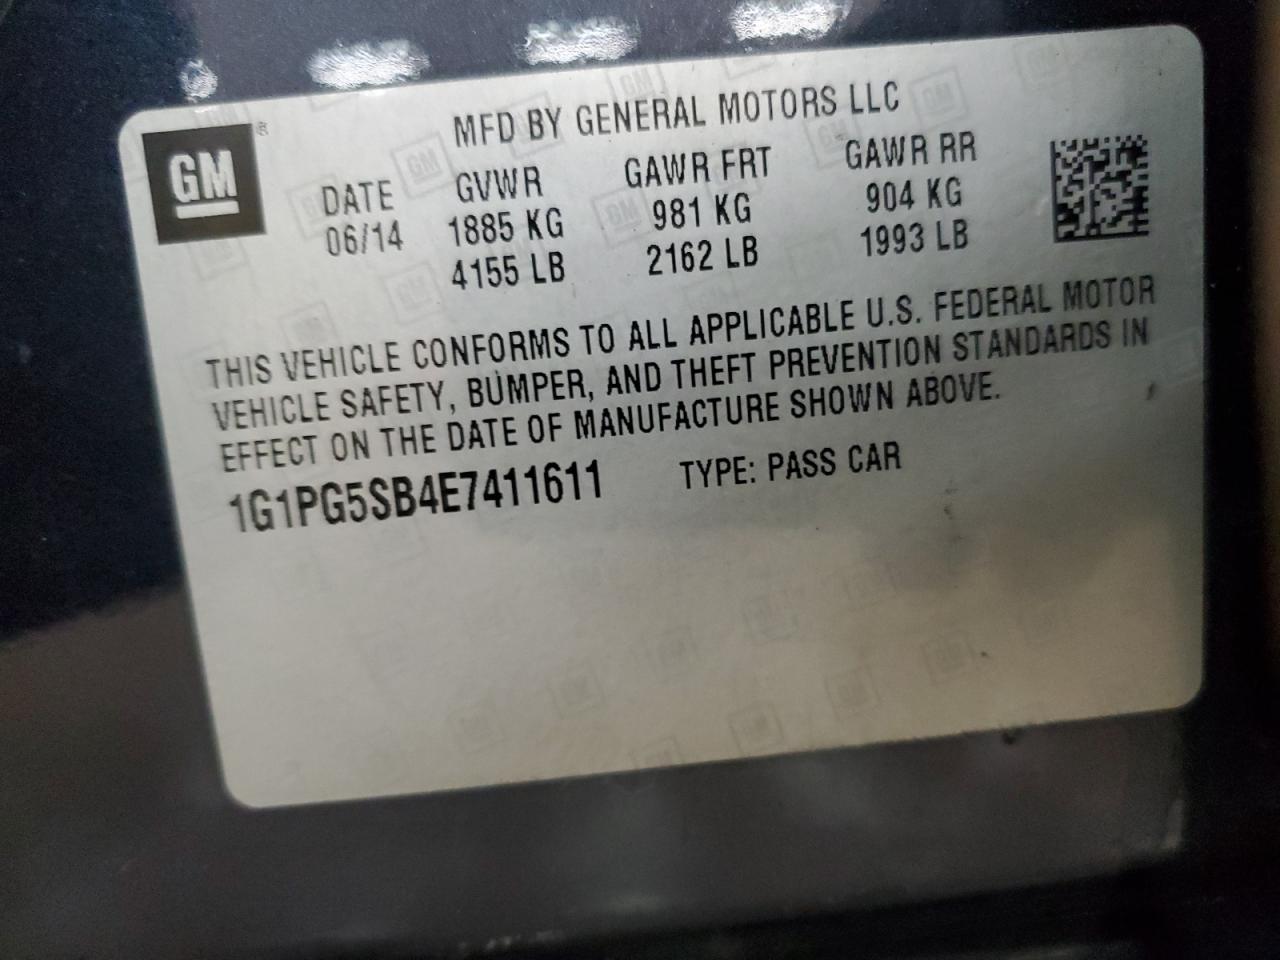 MFD BY GENERAL MOTORS LLC
GM
®
DATE GVWR GAWR FRT GAWR RR
06/14 1885 KG 981 KG 904 KG
4155 LB 2162 LB 1993 LB
THIS VEHICLE CONFORMS TO ALL APPLICABLE U.S. FEDERAL MOTOR
VEHICLE SAFETY, BUMPER, AND THEFT PREVENTION STANDARDS IN
EFFECT ON THE DATE OF MANUFACTURE SHOWN ABOVE.
1G1PG5SB4E7411611 TYPE: PASS CAR